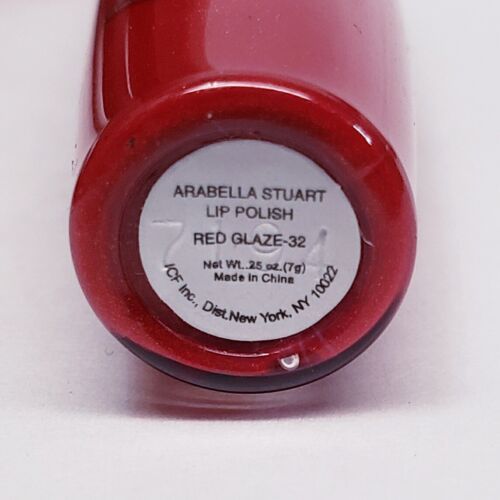 ARABELLA STUART
LIP POLISH
RED GLAZE-32
Net Wt..25 oz.(7g)
Made in China
ICF Inc., Dist.New York, NY 10022